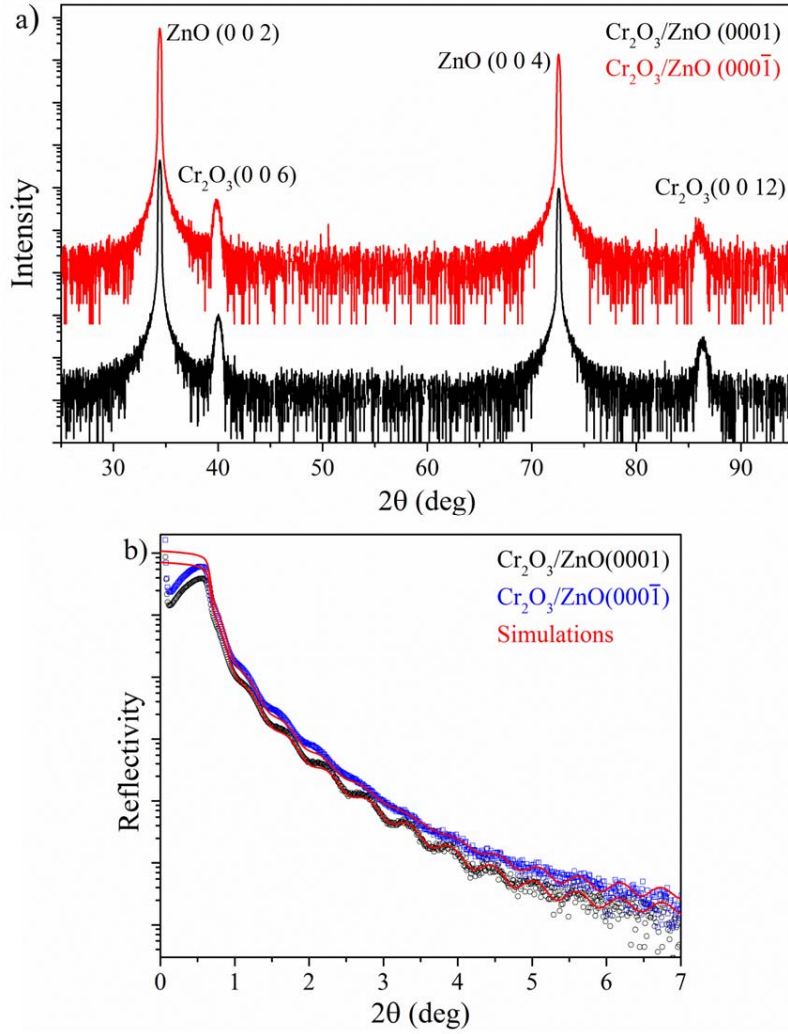 a)
ZnO (0 0 2)
ZnO (0 0 4)
Cr₂O₃/ZnO (0001)
Cr₂O₃/ZnO (0001̅)
Cr₂O₃(0 0 6)
Cr₂O₃(0 0 12)
Intensity
30 40 50 60 70 80 90
2θ (deg)
b)
Cr₂O₃/ZnO(0001)
Cr₂O₃/ZnO(0001̅)
Simulations
Reflectivity
0 1 2 3 4 5 6 7
2θ (deg)